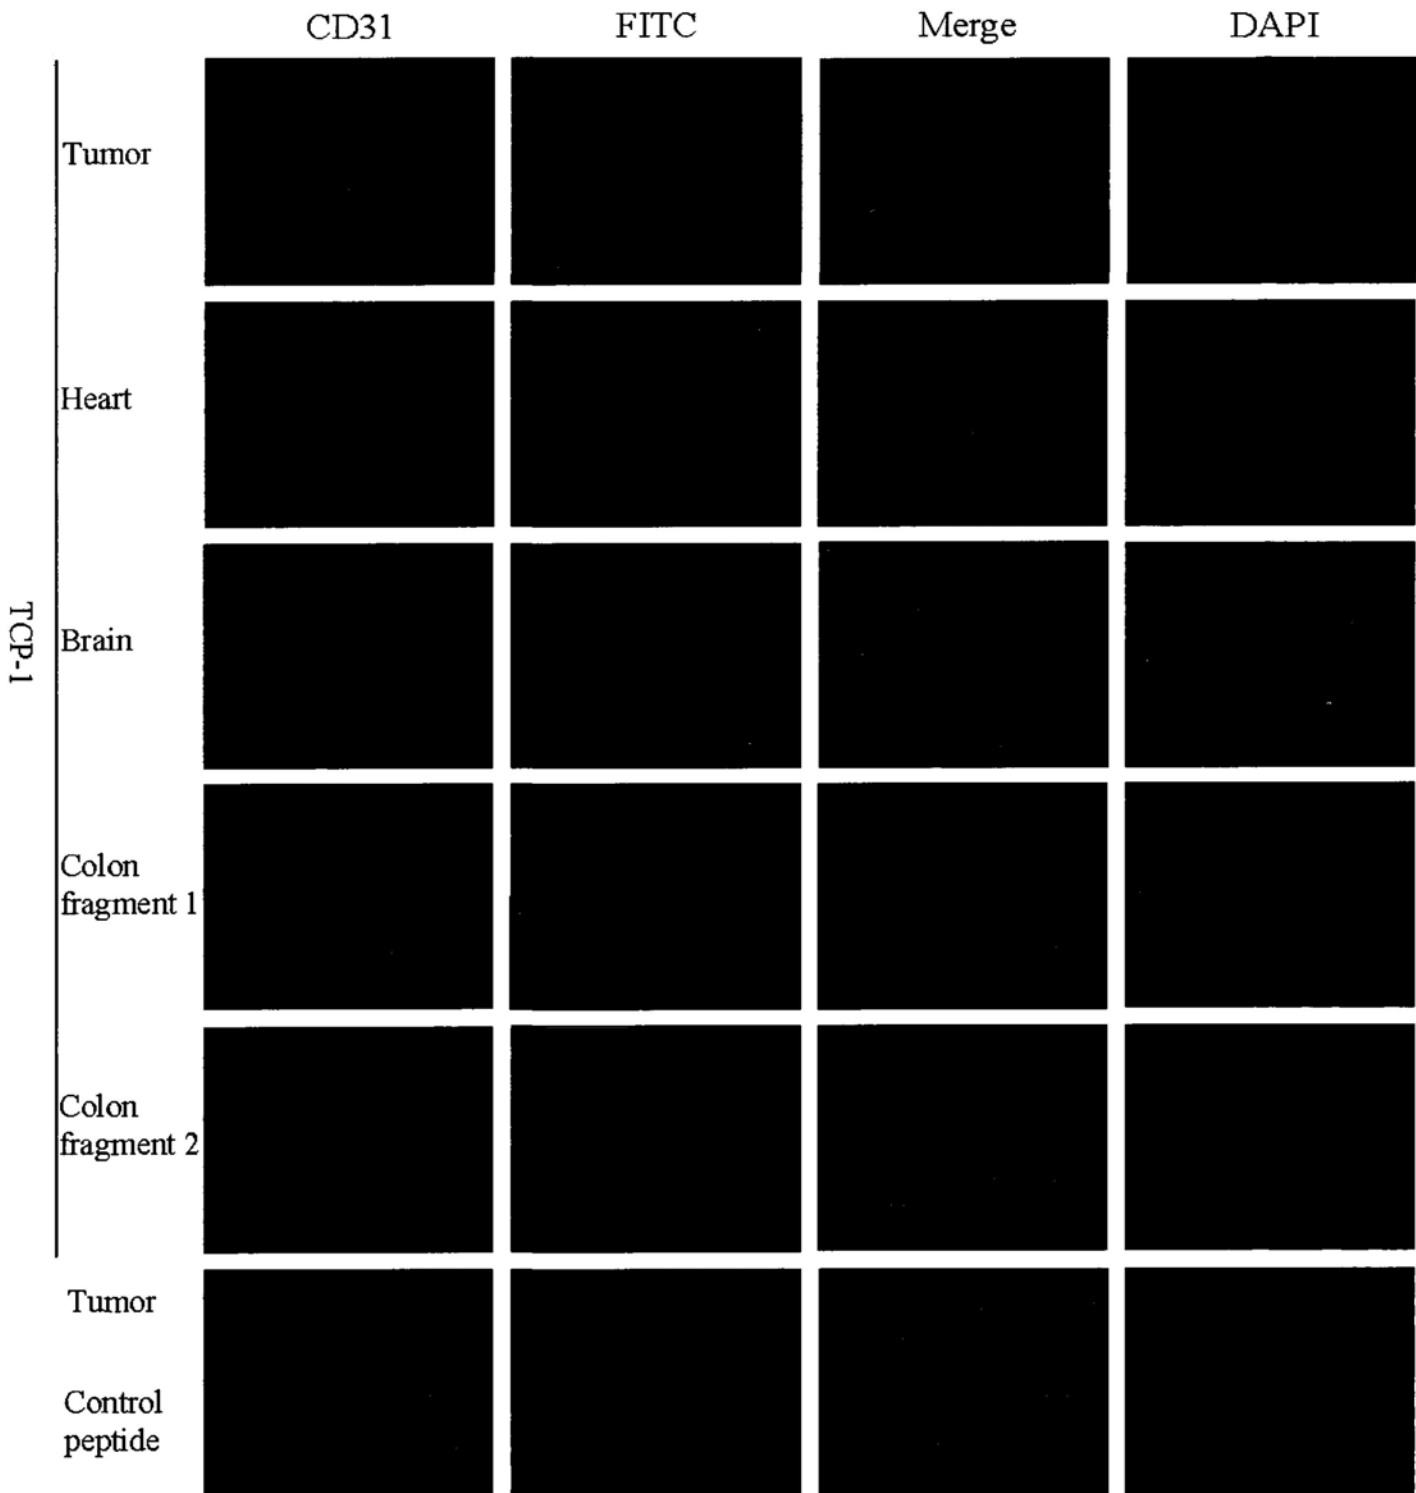 CD31 FITC Merge DAPI
TCP-1
Tumor
Heart
Brain
Colon
fragment 1
Colon
fragment 2
Tumor
Control
peptide